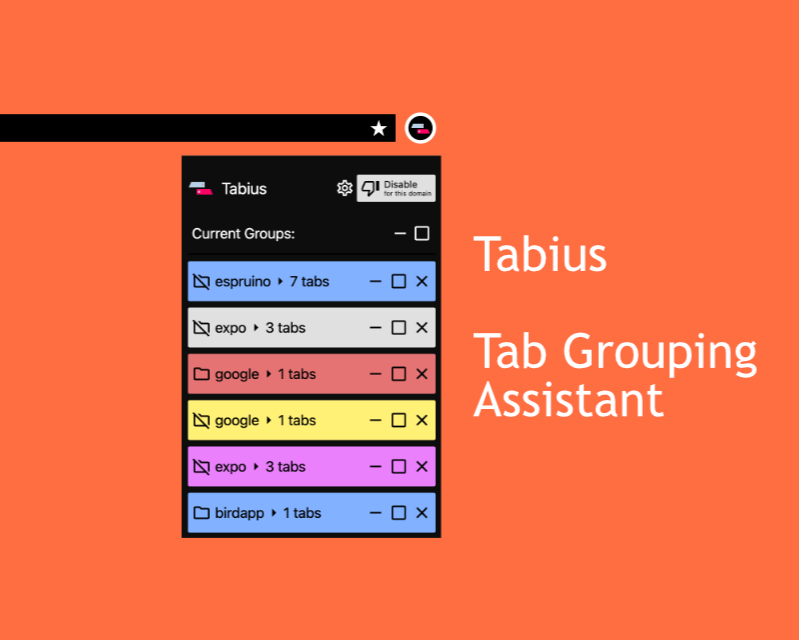 Tabius
Disable
for this domain
Current Groups:
espruino ‣ 7 tabs
expo ‣ 3 tabs
google ‣ 1 tabs
google ‣ 1 tabs
expo ‣ 3 tabs
birdapp ‣ 1 tabs
Tabius
Tab Grouping
Assistant